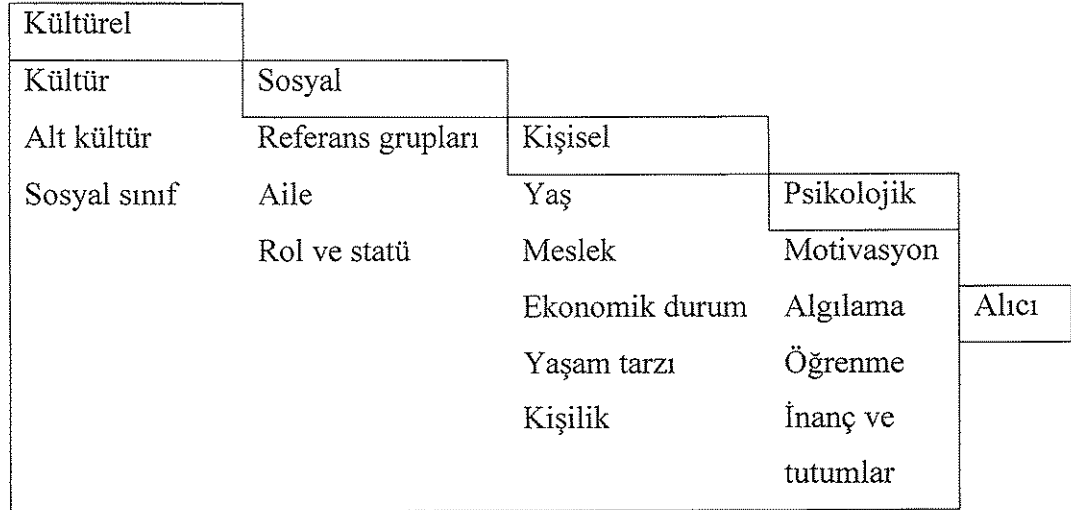 Kültürel
Kültür
Alt kültür
Sosyal sınıf
Sosyal
Referans grupları
Aile
Rol ve statü
Kişisel
Yaş
Meslek
Ekonomik durum
Yaşam tarzı
Kişilik
Psikolojik
Motivasyon
Algılama
Öğrenme
İnanç ve
tutumlar
Alıcı